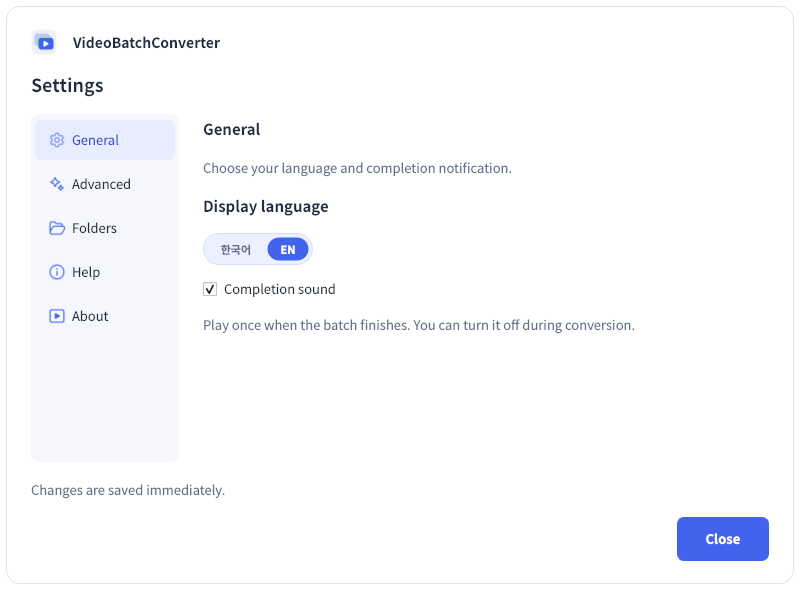 VideoBatchConverter
Settings
General
Advanced
Folders
Help
About
General
Choose your language and completion notification.
Display language
한국어 EN
Completion sound
Play once when the batch finishes. You can turn it off during conversion.
Changes are saved immediately.
Close